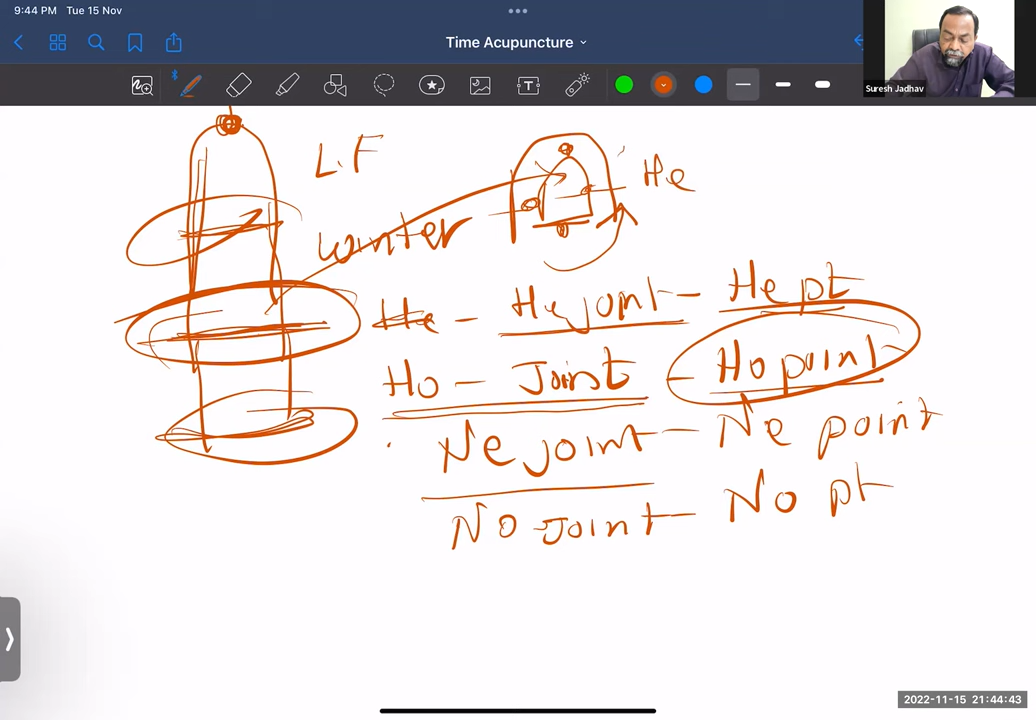 9:44 PM Tue 15 Nov
Time Acupuncture
Suresh Jadhav
L.F
He
winter
He - He joint - He pt
Ho - Joint - Ho point
Ne joint - Ne point
No Joint - No pt
2022-11-15 21:44:43